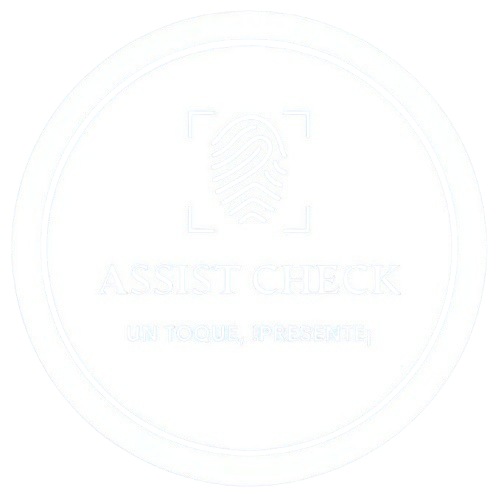 ASSIST CHECK
UN TOQUE, ¡PRESENTE¡